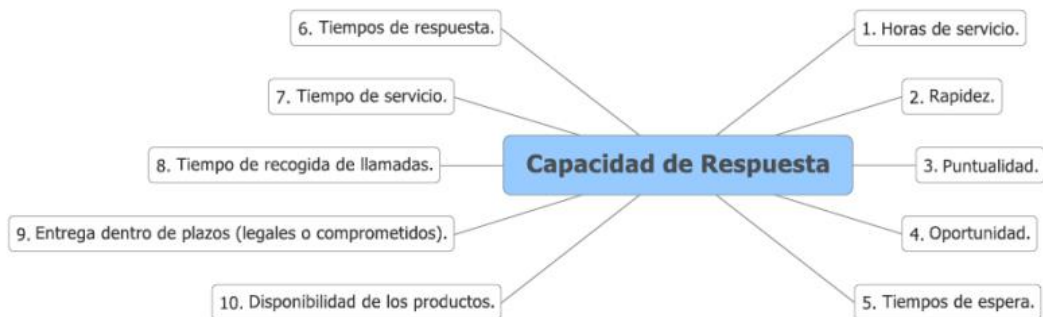 Capacidad de Respuesta
1. Horas de servicio.
2. Rapidez.
3. Puntualidad.
4. Oportunidad.
5. Tiempos de espera.
6. Tiempos de respuesta.
7. Tiempo de servicio.
8. Tiempo de recogida de llamadas.
9. Entrega dentro de plazos (legales o comprometidos).
10. Disponibilidad de los productos.